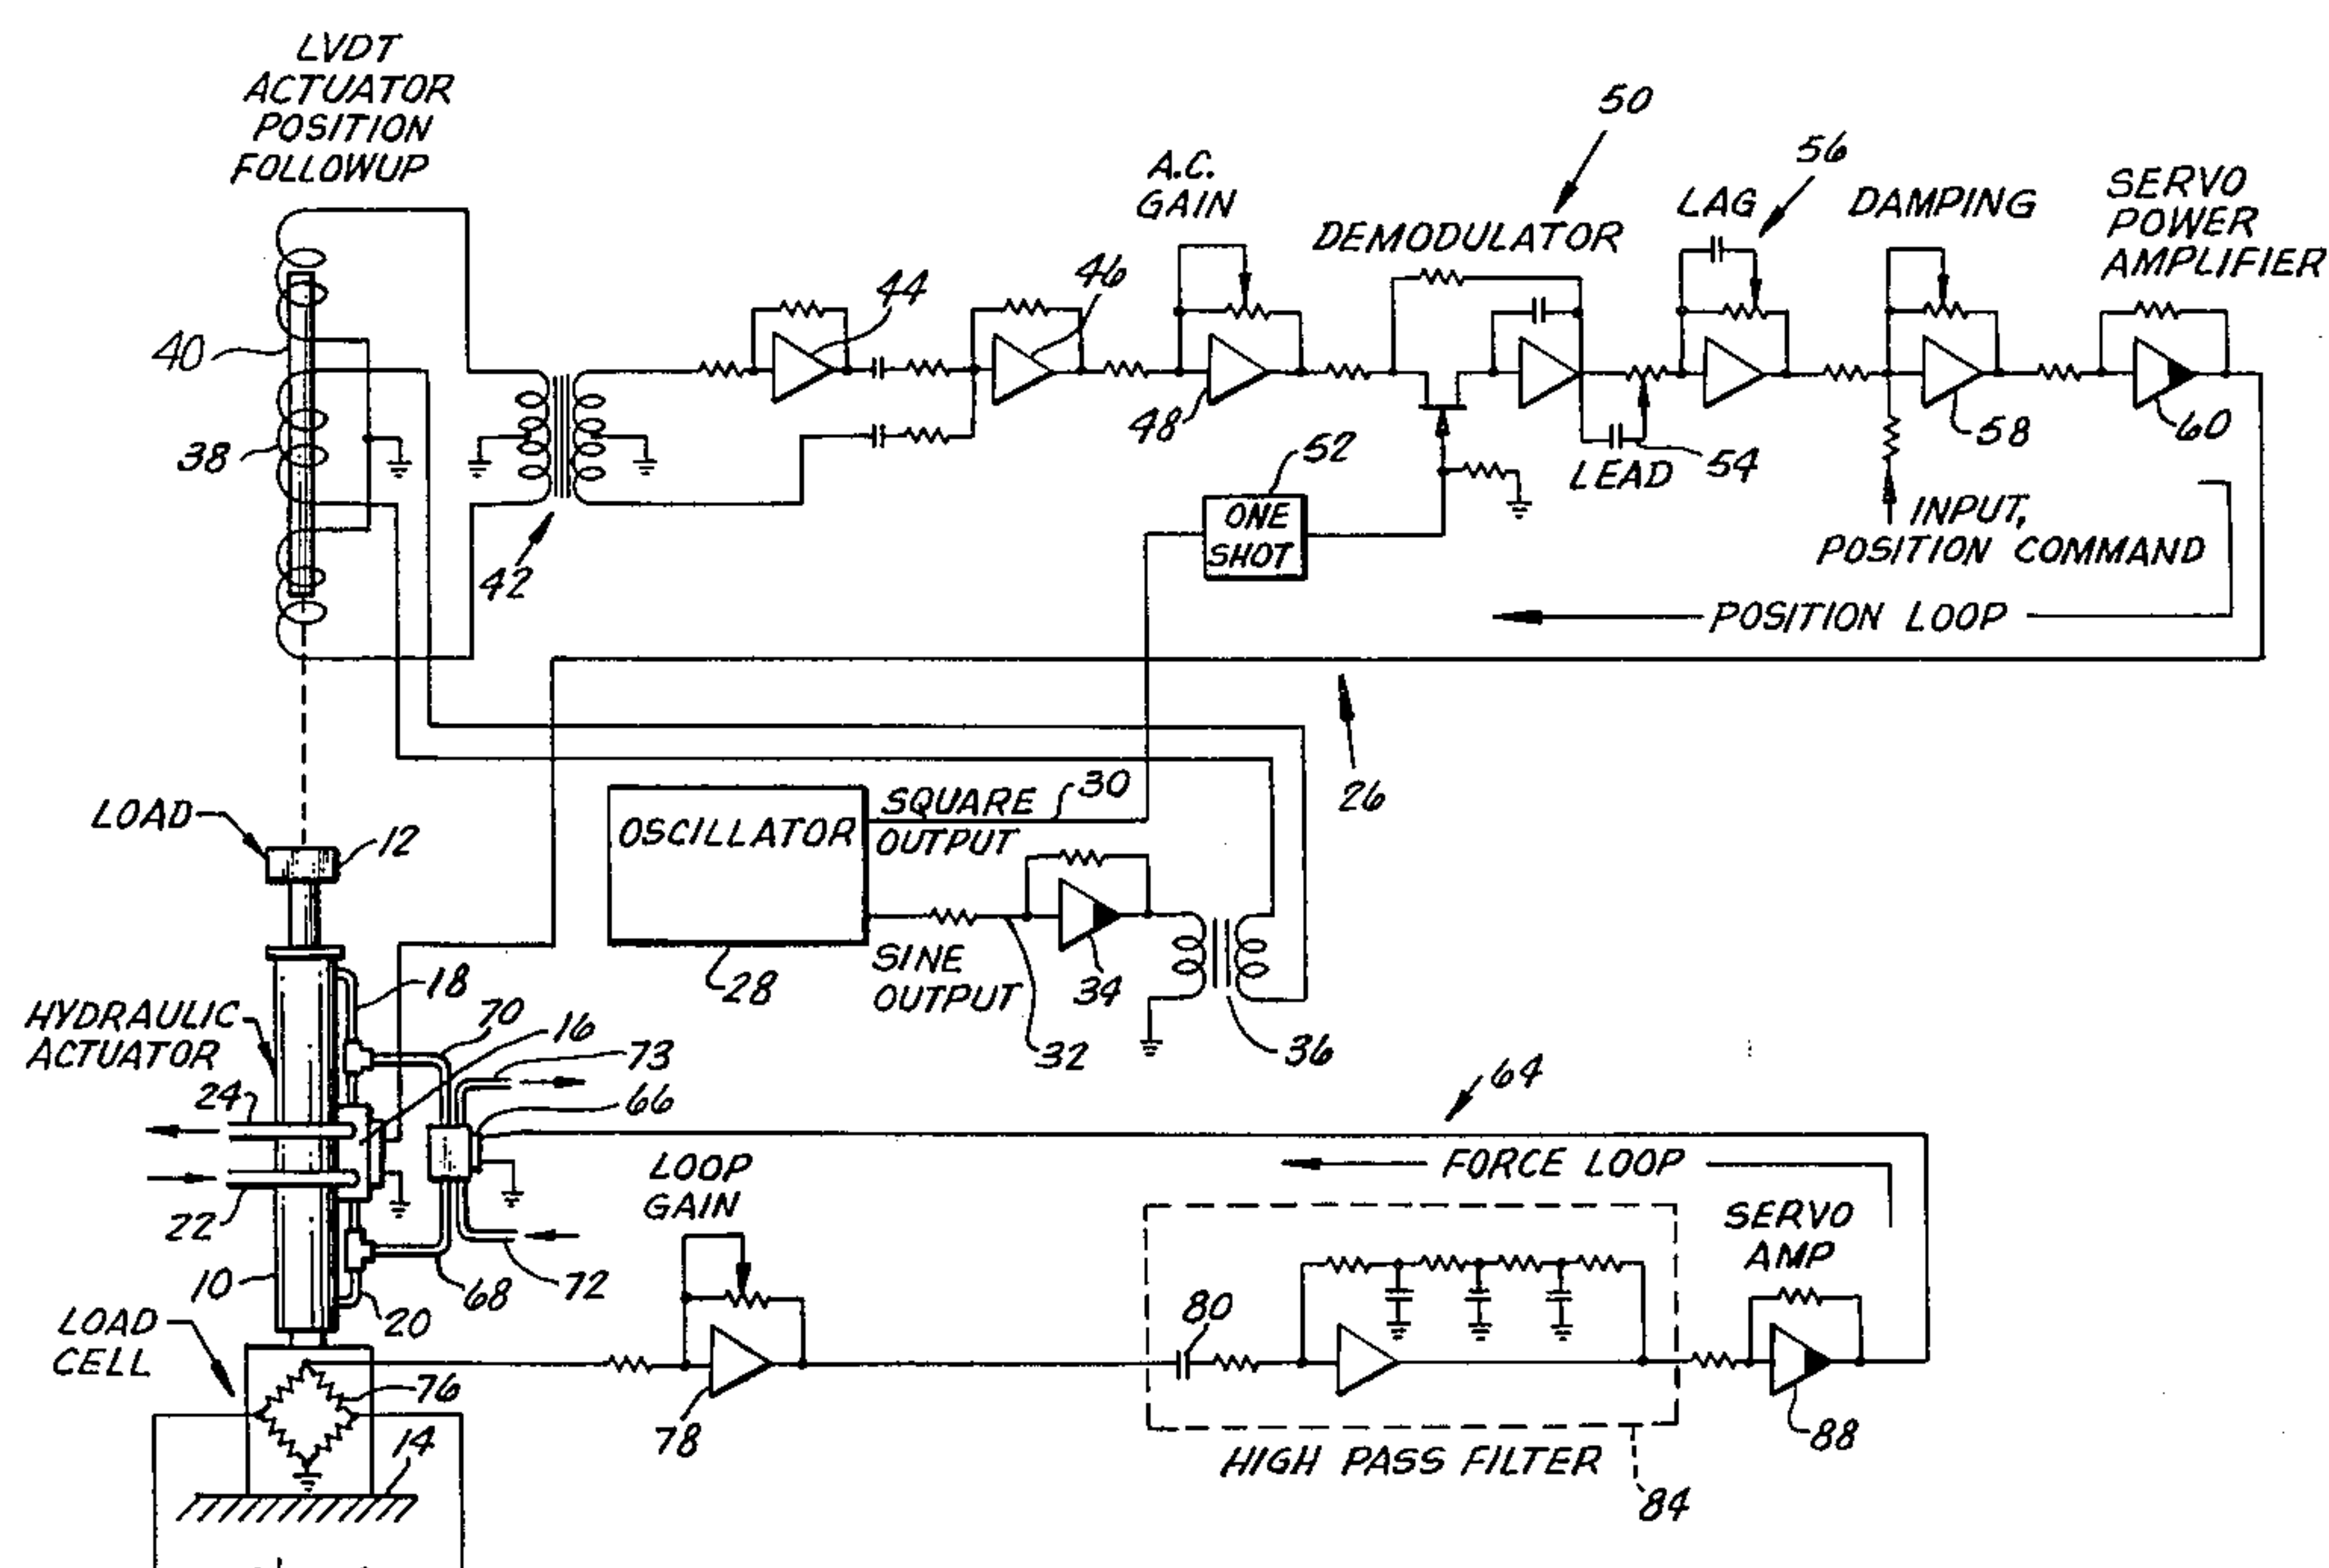 LVDT
ACTUATOR
POSITION
FOLLOWUP
50
A.C.
GAIN
56
LAG
DAMPING
SERVO
POWER
AMPLIFIER
DEMODULATOR
44
46
40
48
38
52
58
60
LEAD
54
ONE
SHOT
INPUT,
POSITION COMMAND
42
POSITION LOOP
26
LOAD
12
OSCILLATOR
SQUARE
OUTPUT
30
28
SINE
OUTPUT
34
32
36
18
HYDRAULIC
ACTUATOR
70
16
73
24
66
64
FORCE LOOP
LOOP
GAIN
22
SERVO
AMP
10
68
72
20
80
LOAD
CELL
76
78
14
88
HIGH PASS FILTER
84